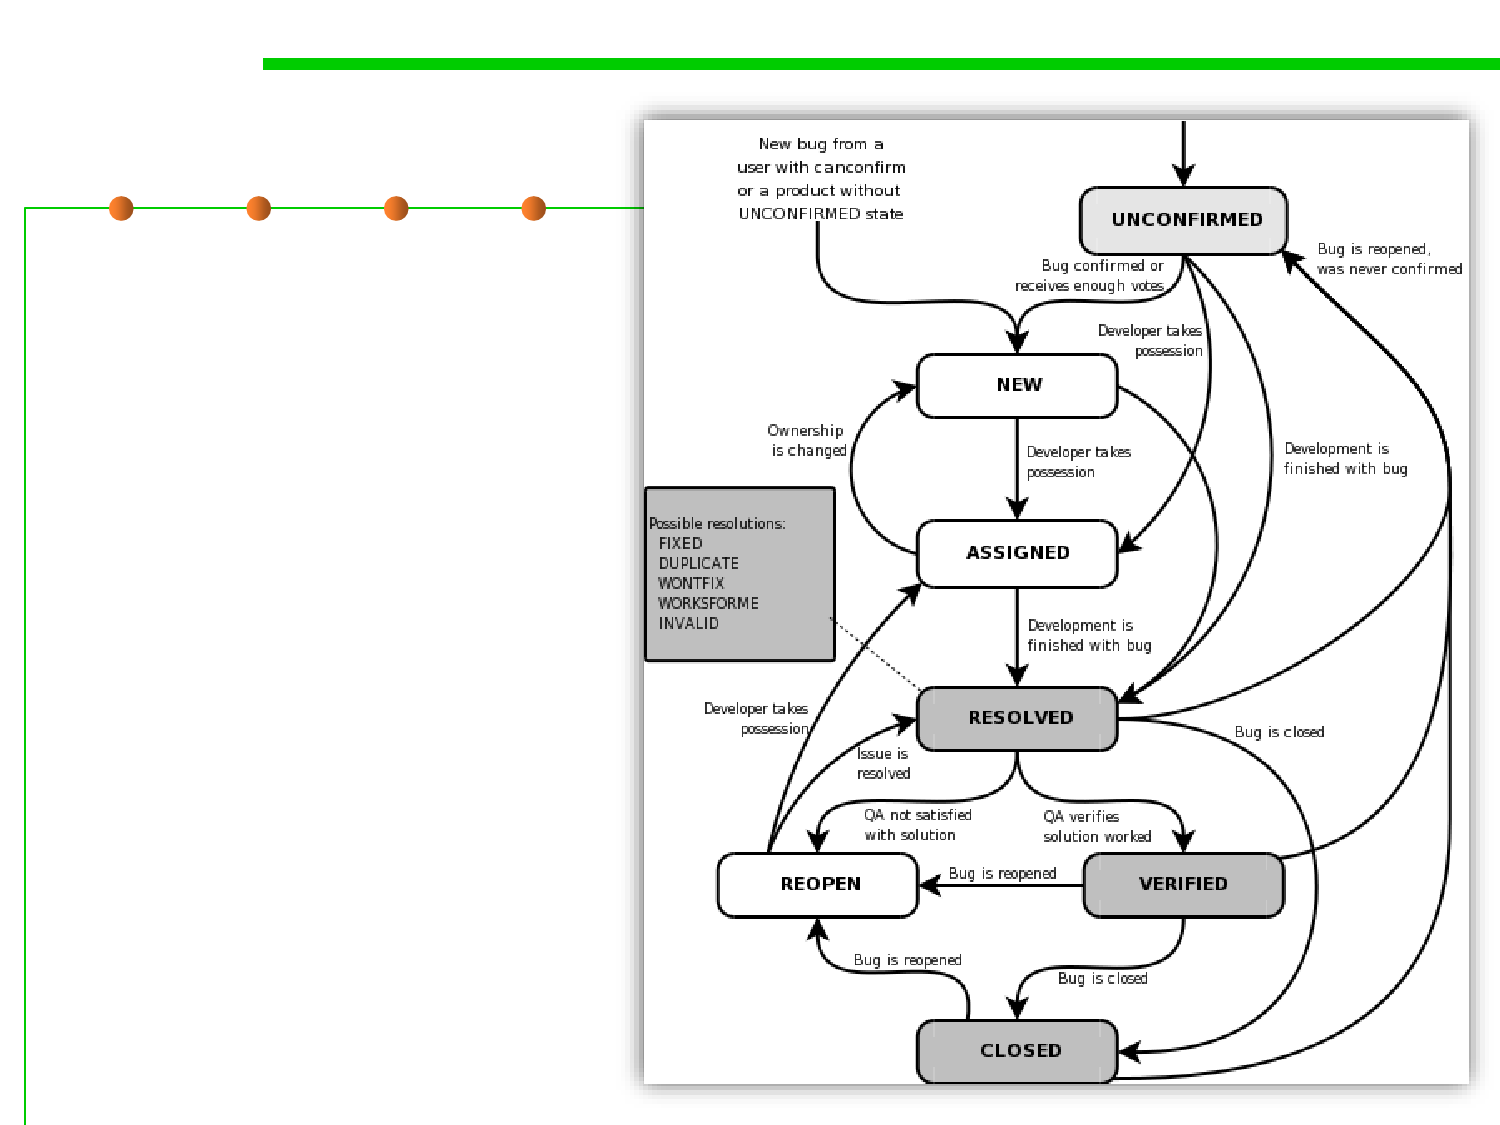 New bug from a
user with canconfirm
or a product without
UNCONFIRMED state
UNCONFIRMED
Bug is reopened,
was never confirmed
Bug confirmed or
receives enough votes
Developer takes
possession
NEW
Ownership
is changed
Developer takes
possession
Development is
finished with bug
Possible resolutions:
FIXED
DUPLICATE
WONTFIX
WORKSFORME
INVALID
ASSIGNED
Development is
finished with bug
Developer takes
possession
RESOLVED
Bug is closed
Issue is
resolved
QA not satisfied
with solution
QA verifies
solution worked
REOPEN
Bug is reopened
VERIFIED
Bug is reopened
Bug is closed
CLOSED